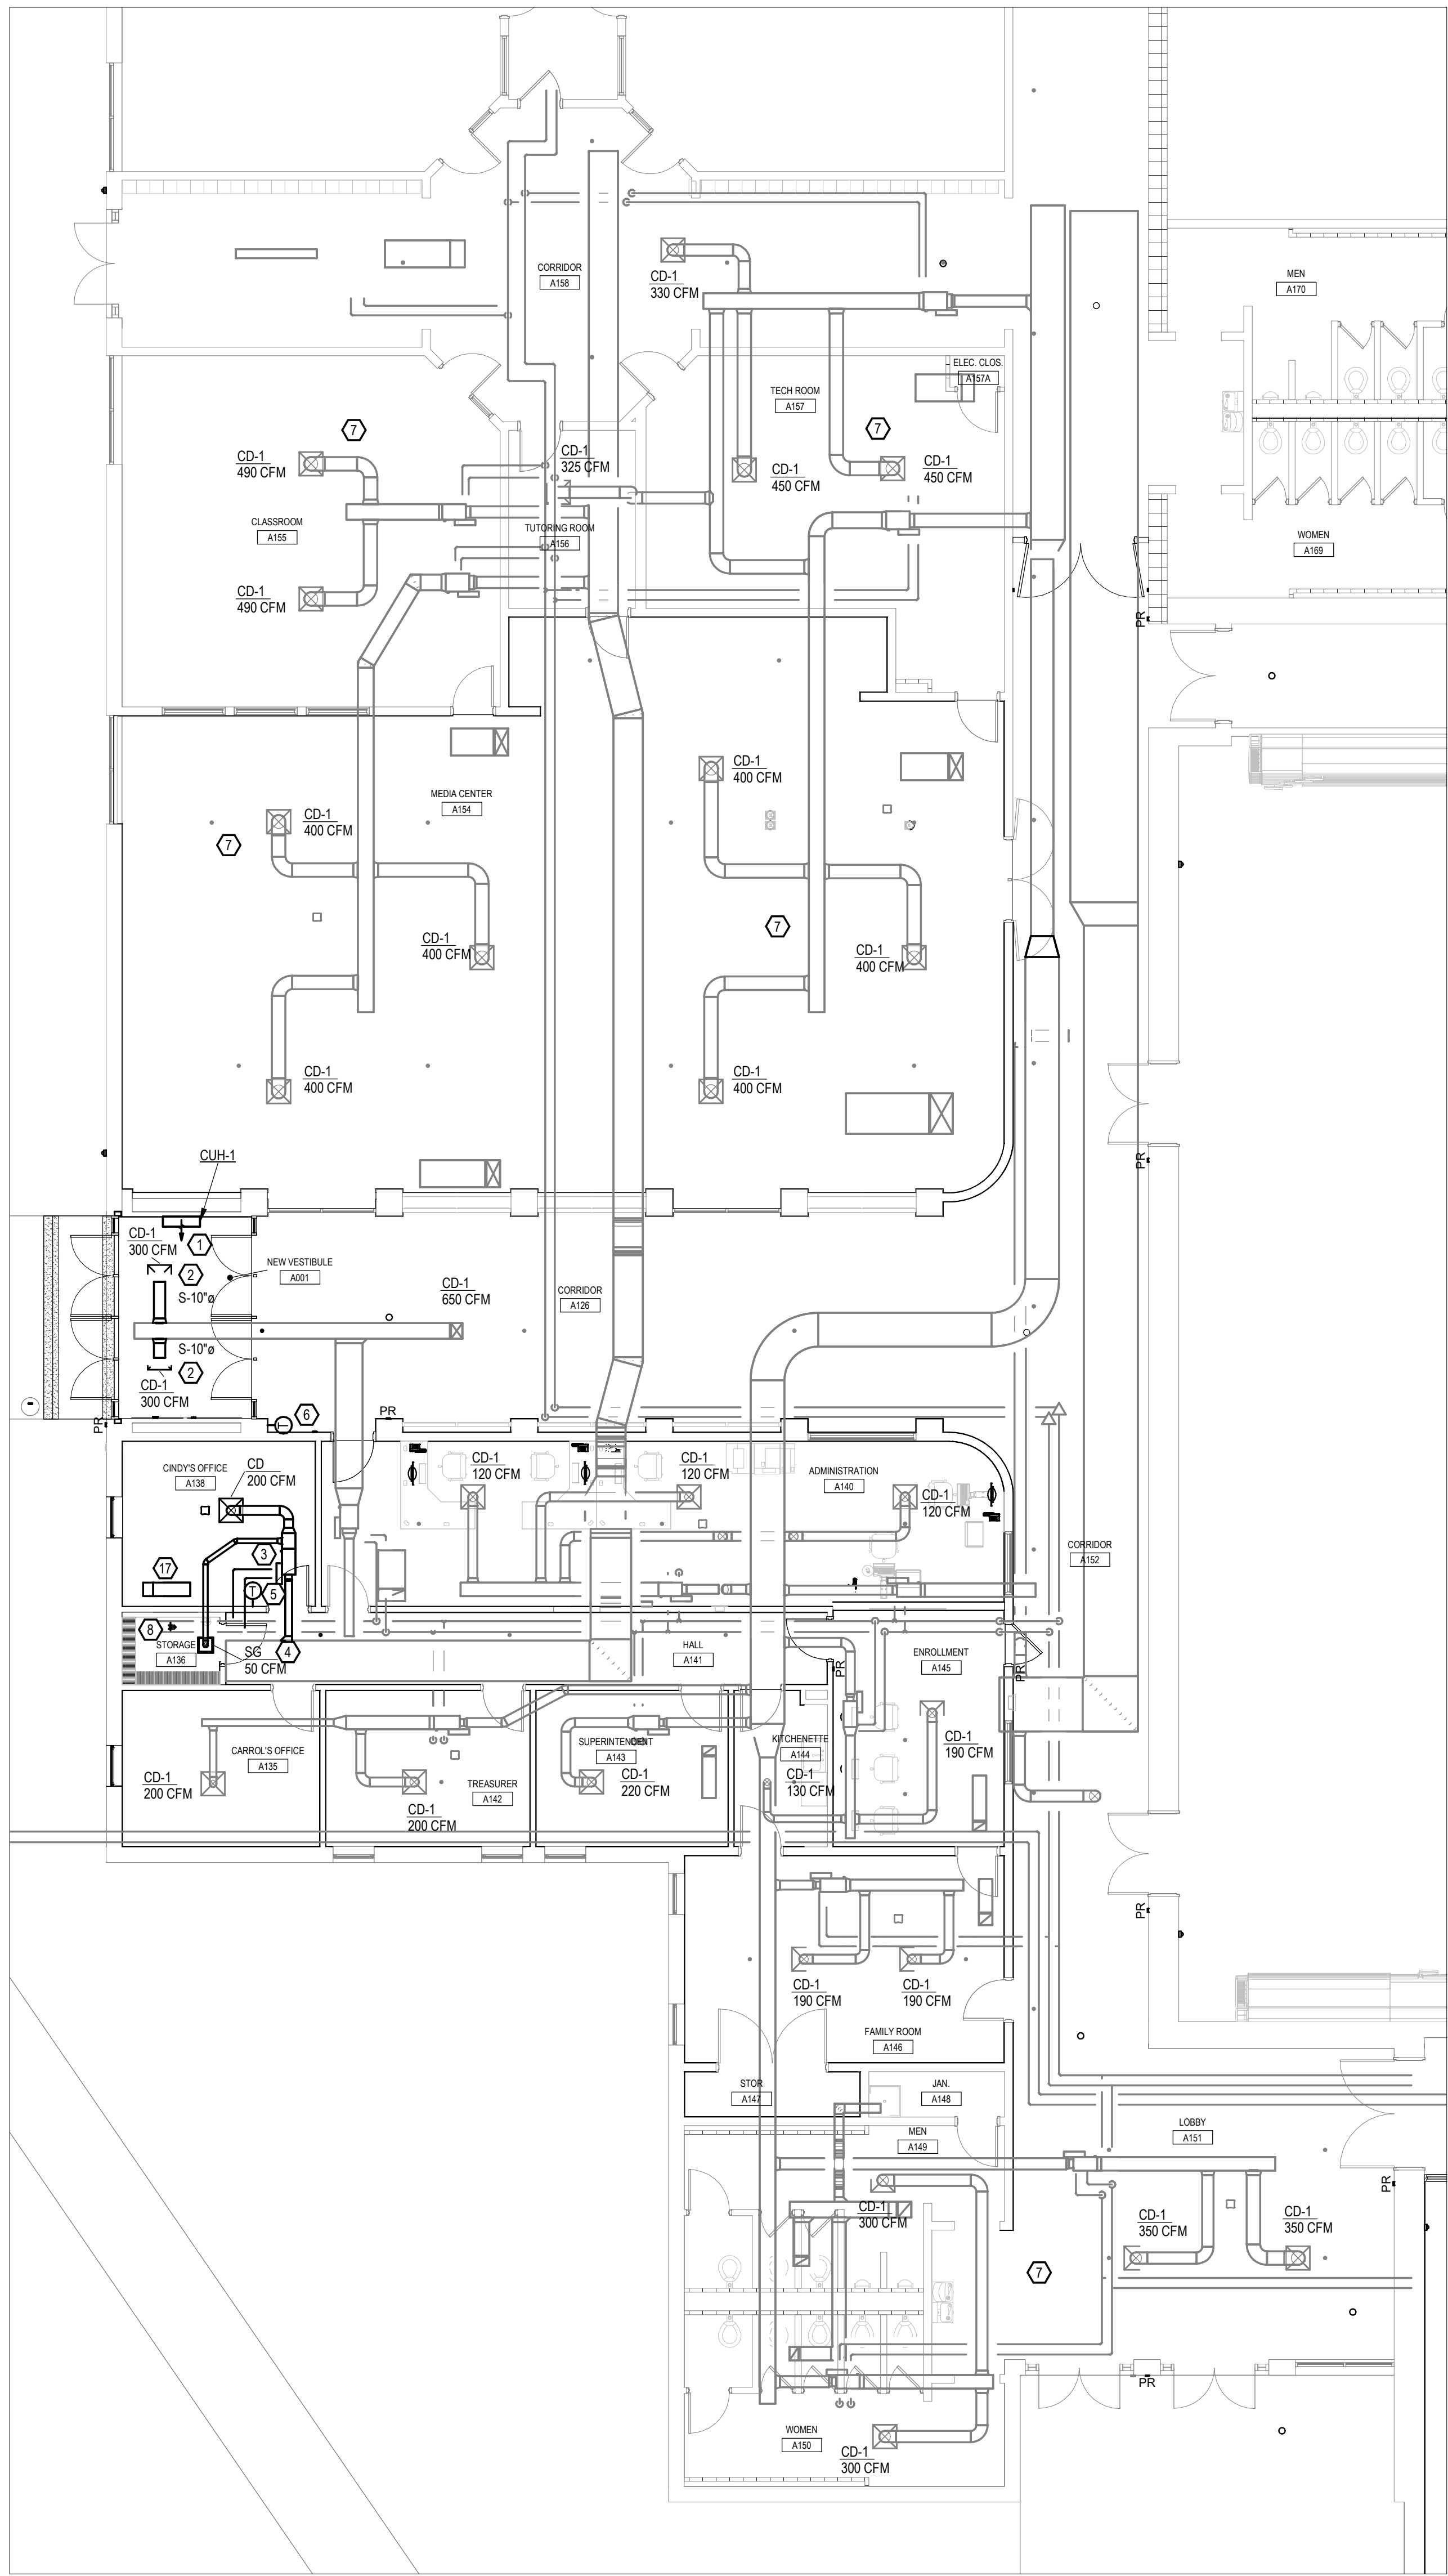 CORRIDOR
A158
CD-1
330 CFM
MEN
A170
ELEC. CLOS.
A157A
TECH ROOM
A157
7
7
CD-1
490 CFM
CD-1
325 CFM
CD-1
450 CFM
CD-1
450 CFM
CLASSROOM
A155
TUTORING ROOM
A156
WOMEN
A169
CD-1
490 CFM
PR
CD-1
400 CFM
MEDIA CENTER
A154
CD-1
400 CFM
7
7
CD-1
400 CFM
CD-1
400 CFM
CD-1
400 CFM
CD-1
400 CFM
CUH-1
PR
CD-1
300 CFM
1
2
NEW VESTIBULE
A001
S-10"ø
CD-1
650 CFM
CORRIDOR
A126
S-10"ø
2
CD-1
300 CFM
PR
T
6
PR
CINDY'S OFFICE
A138
CD
200 CFM
CD-1
120 CFM
CD-1
120 CFM
ADMINISTRATION
A140
CD-1
120 CFM
3
CORRIDOR
A152
17
T
5
8
STORAGE
A136
SG
50 CFM
4
HALL
A141
ENROLLMENT
A145
PR
PR
CARROL'S OFFICE
A135
SUPERINTENDENT
A143
KITCHENETTE
A144
CD-1
190 CFM
CD-1
200 CFM
TREASURER
A142
CD-1
200 CFM
CD-1
220 CFM
CD-1
130 CFM
PR
CD-1
190 CFM
CD-1
190 CFM
FAMILY ROOM
A146
STOR
A147
JAN.
A148
MEN
A149
LOBBY
A151
PR
CD-1
300 CFM
CD-1
350 CFM
CD-1
350 CFM
7
PR
WOMEN
A150
CD-1
300 CFM